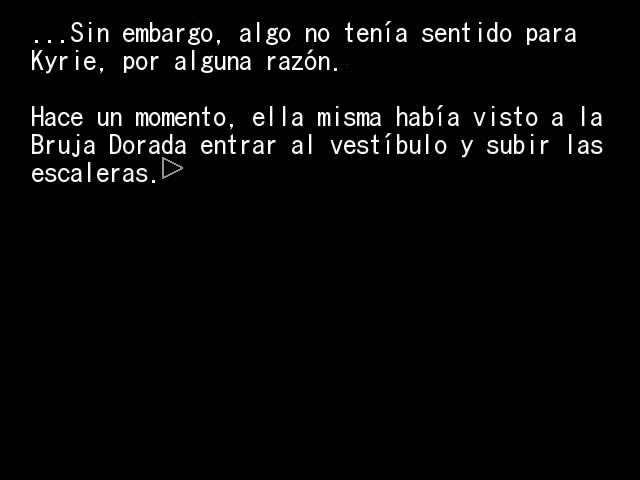 ...Sin embargo, algo no tenía sentido para
Kyrie, por alguna razón.
Hace un momento, ella misma había visto a la
Bruja Dorada entrar al vestíbulo y subir las
escaleras.